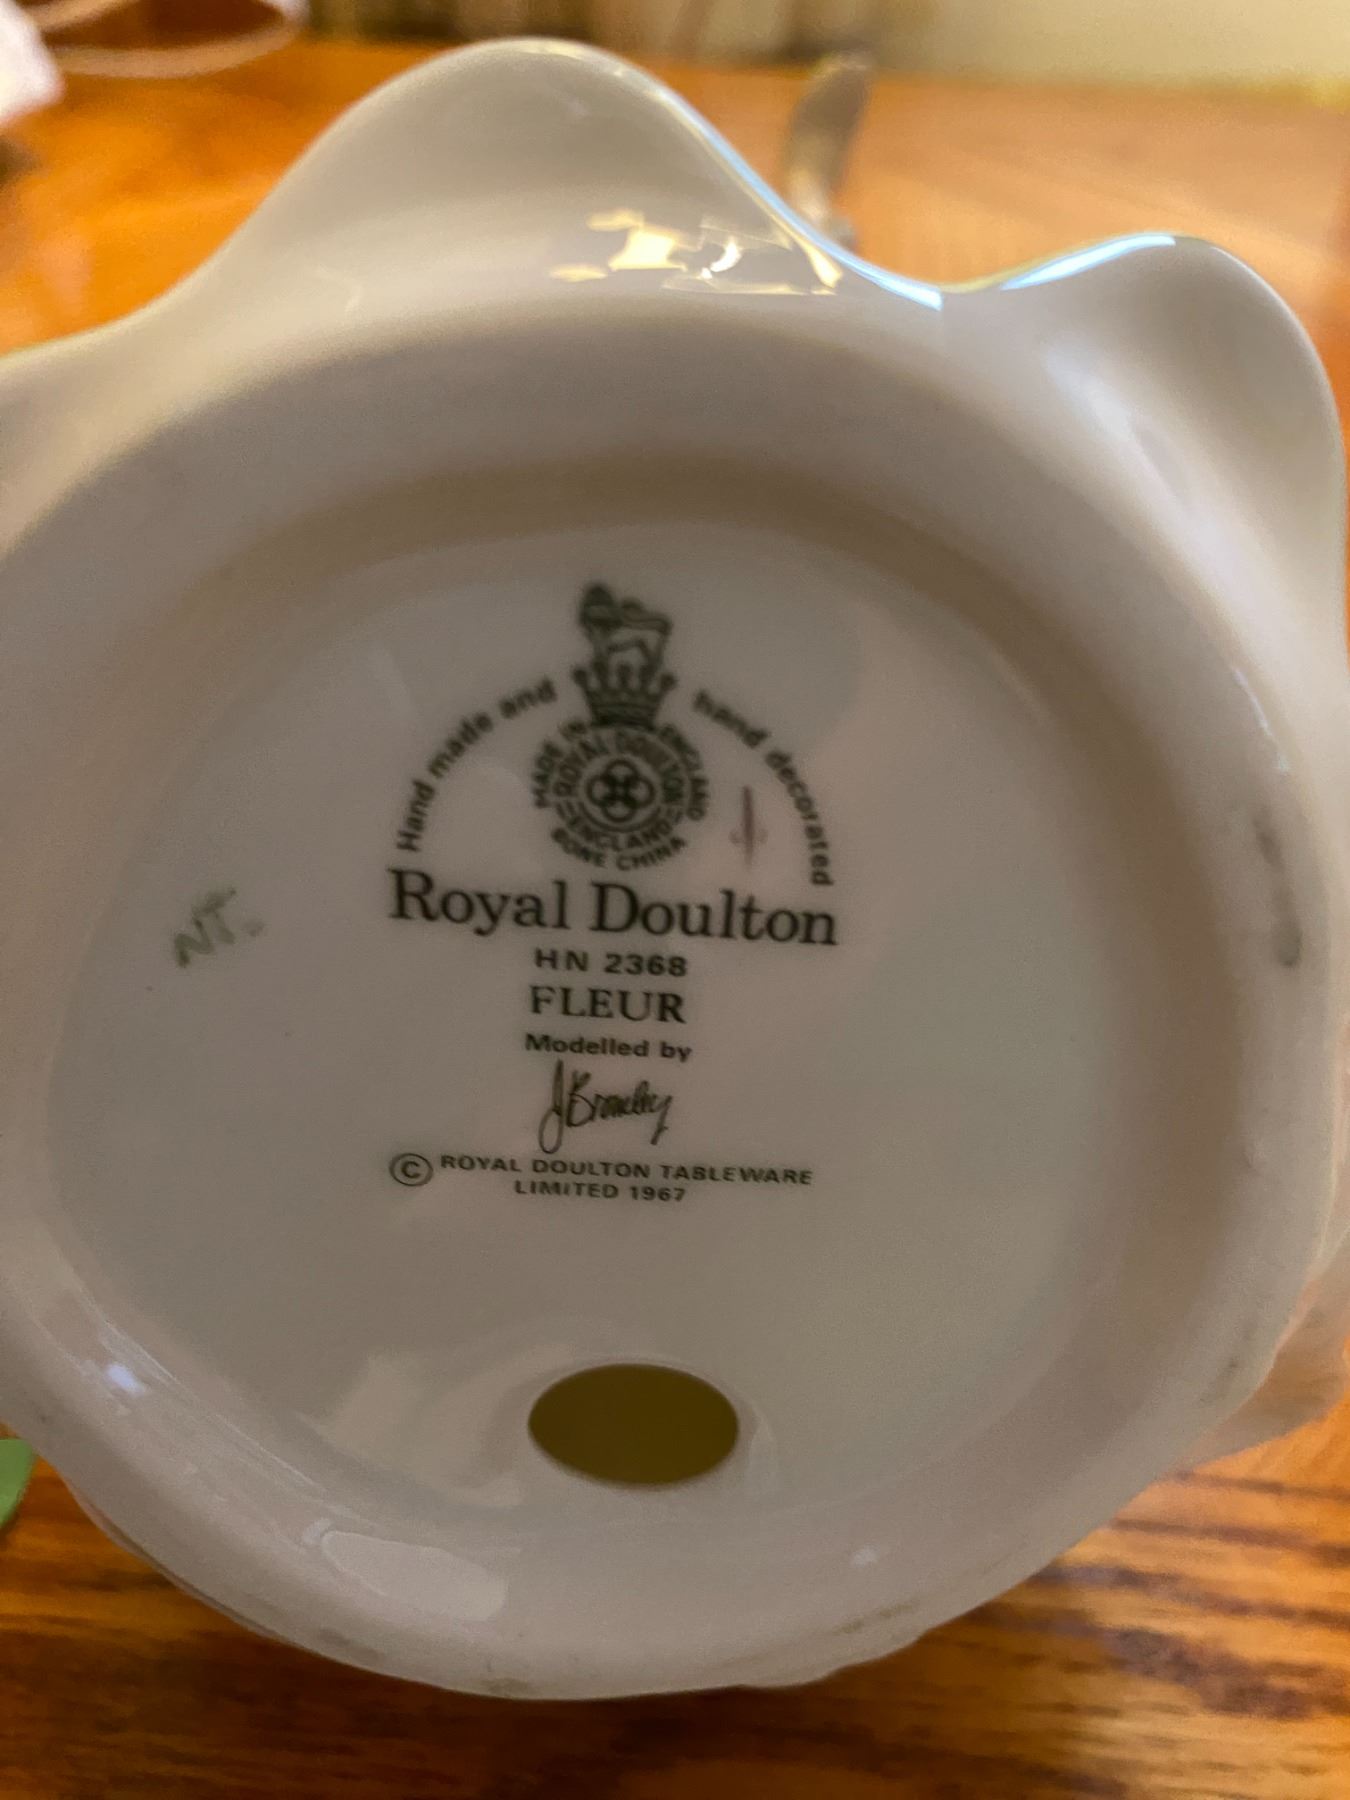 Hand made and hand decorated
MADE IN ENGLAND
ROYAL DOULTON
ENGLAND
BONE CHINA
Royal Doulton
HN 2368
FLEUR
Modelled by
JBromley
© ROYAL DOULTON TABLEWARE
LIMITED 1967
NT.